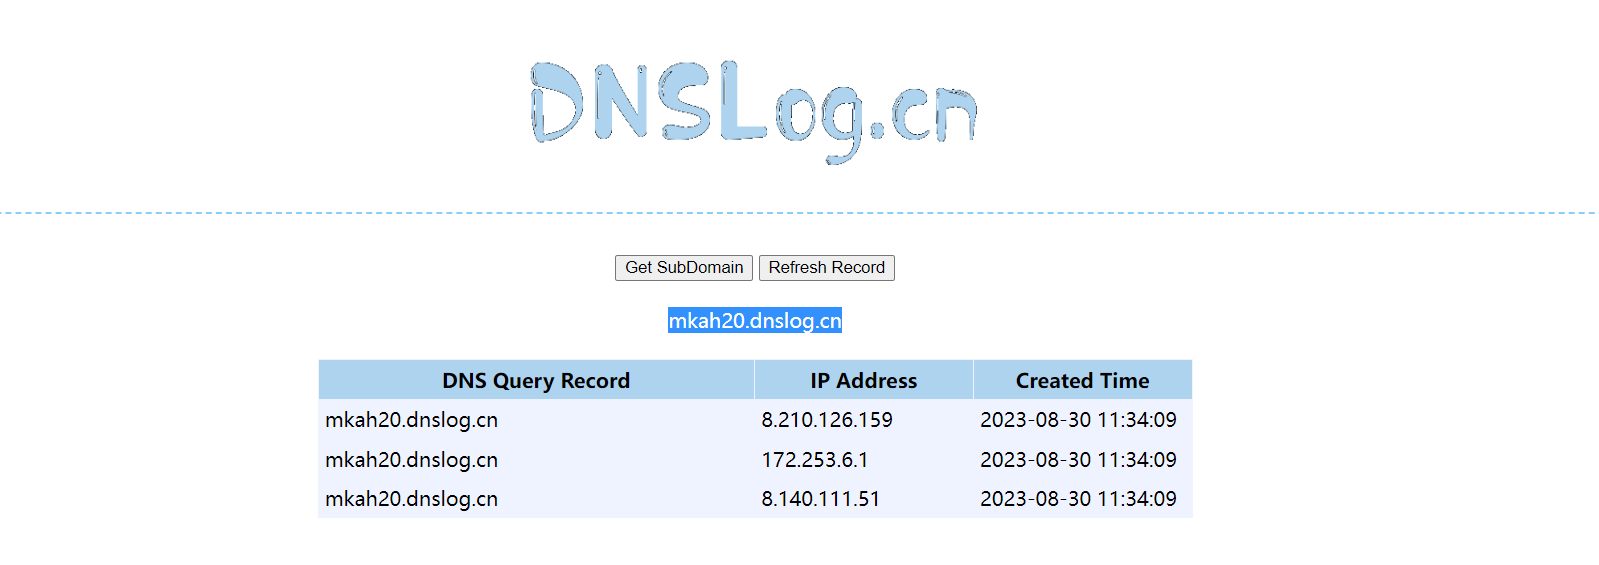 DNSLog.cn
Get SubDomain Refresh Record
mkah20.dnslog.cn
DNS Query Record IP Address Created Time
mkah20.dnslog.cn 8.210.126.159 2023-08-30 11:34:09
mkah20.dnslog.cn 172.253.6.1 2023-08-30 11:34:09
mkah20.dnslog.cn 8.140.111.51 2023-08-30 11:34:09